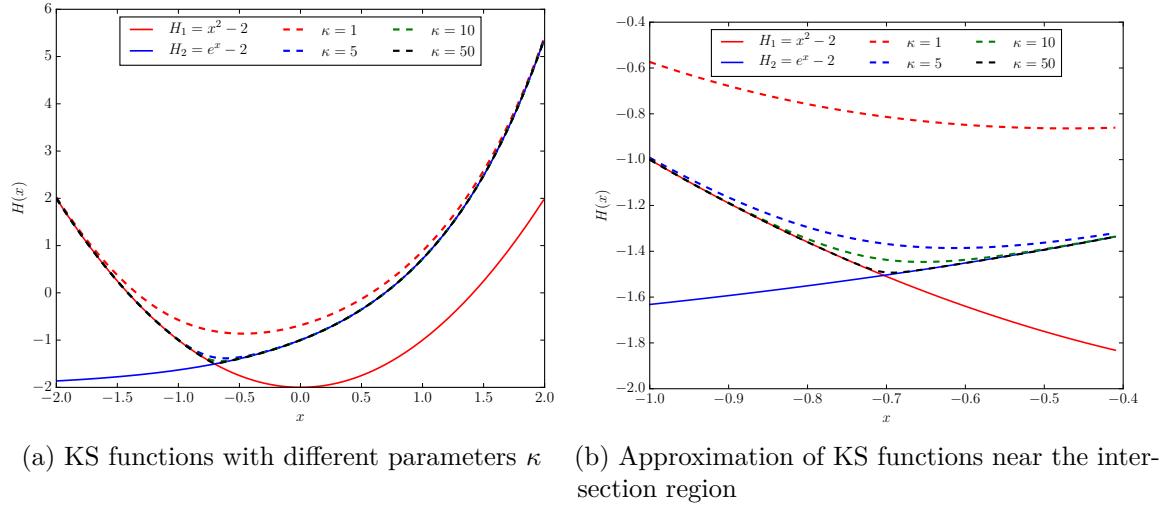 6
5
4
3
2
1
0
−1
−2
H(x)
−2.0 −1.5 −1.0 −0.5 0.0 0.5 1.0 1.5 2.0
x
H₁ = x² − 2 κ = 1 κ = 10
H₂ = eˣ − 2 κ = 5 κ = 50
(a) KS functions with different parameters κ
−0.4
−0.6
−0.8
−1.0
−1.2
−1.4
−1.6
−1.8
−2.0
H(x)
−1.0 −0.9 −0.8 −0.7 −0.6 −0.5 −0.4
x
H₁ = x² − 2 κ = 1 κ = 10
H₂ = eˣ − 2 κ = 5 κ = 50
(b) Approximation of KS functions near the inter-
section region